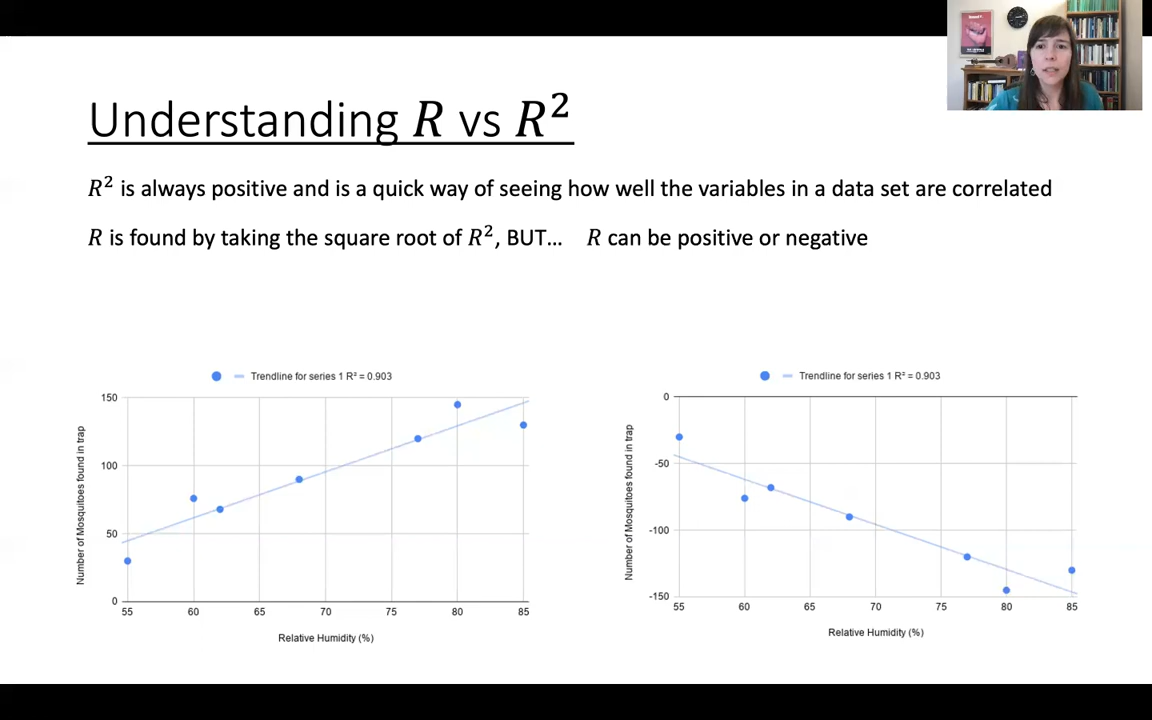 Understanding R vs R²
R² is always positive and is a quick way of seeing how well the variables in a data set are correlated
R is found by taking the square root of R², BUT... R can be positive or negative
Trendline for series 1 R² = 0.903
150
100
50
0
55 60 65 70 75 80 85
Number of Mosquitoes found in trap
Relative Humidity (%)
Trendline for series 1 R² = 0.903
0
-50
-100
-150
55 60 65 70 75 80 85
Number of Mosquitoes found in trap
Relative Humidity (%)